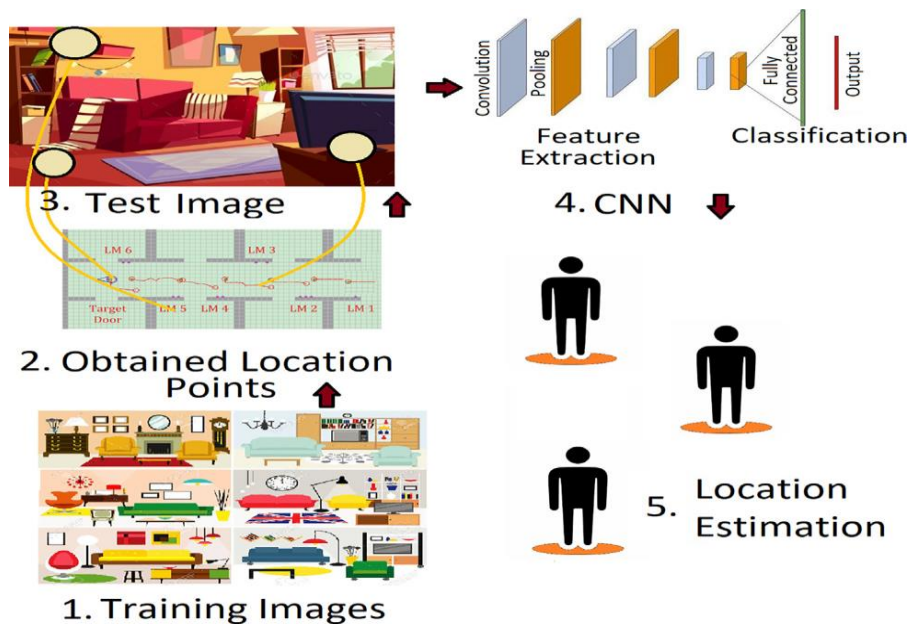 Convolution
Pooling
Fully
Connected
Output
Feature
Extraction
Classification
3. Test Image
4. CNN
LM 6
LM 3
Target
Door
LM 5
LM 4
LM 2
LM 1
2. Obtained Location
Points
5. Location
Estimation
1. Training Images